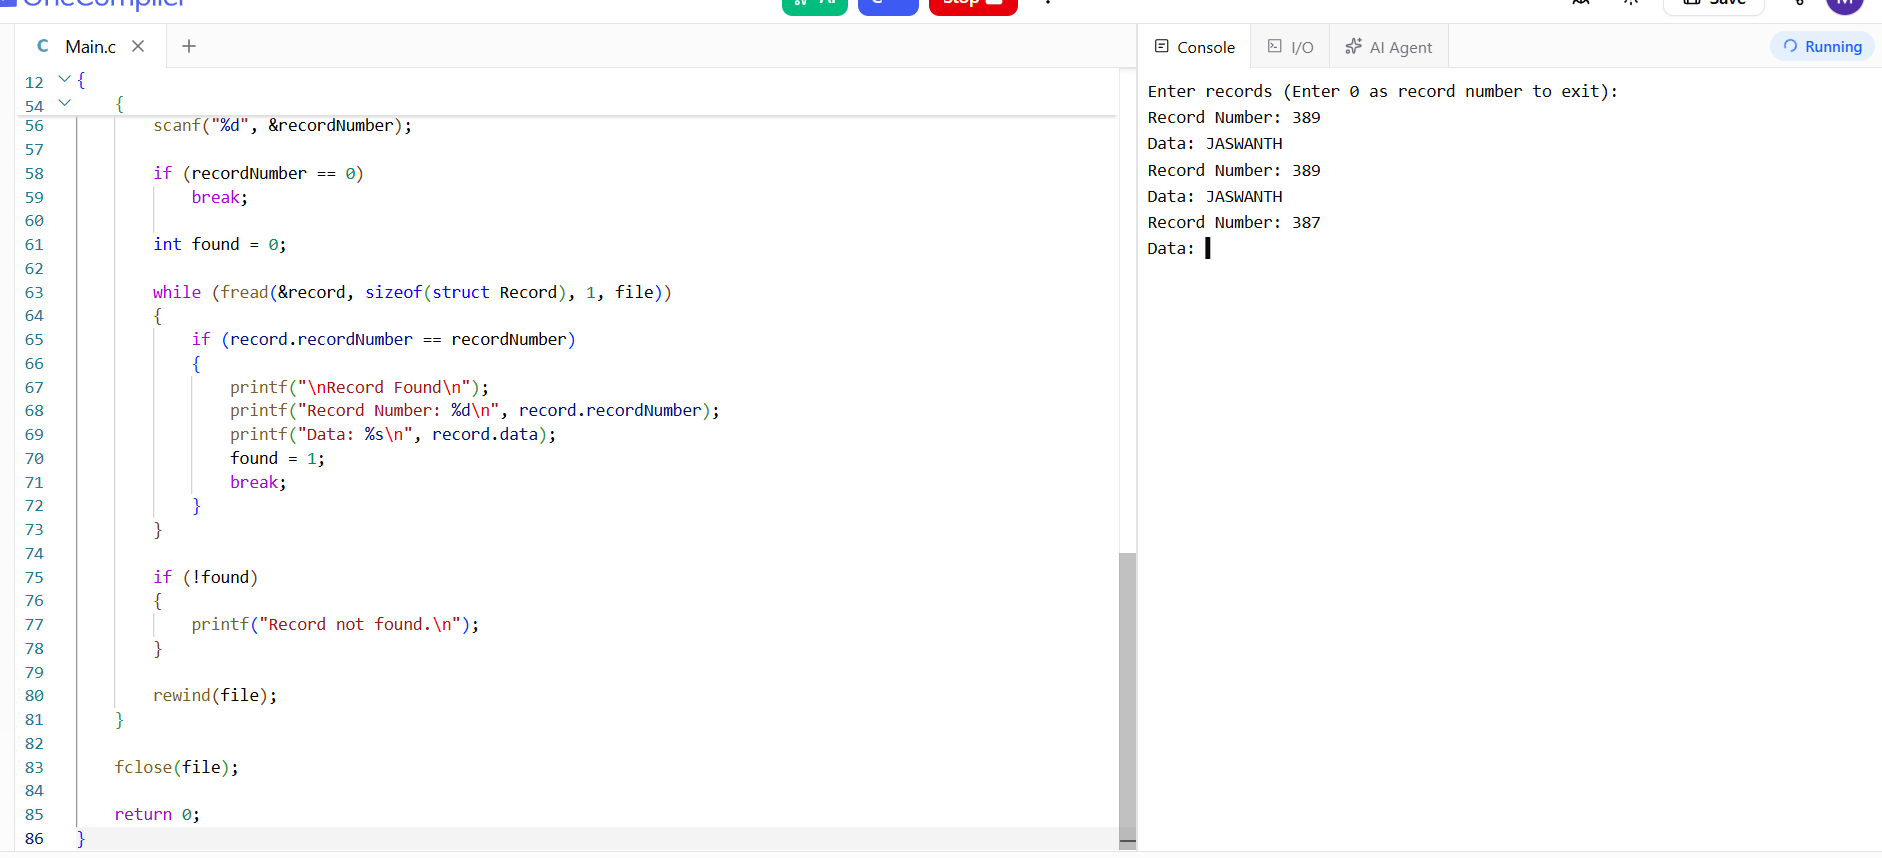 OneCompiler
AI
C
Stop
Save
M
C Main.c
Console
I/O
AI Agent
Running
12 {
54     {
56         scanf("%d", &recordNumber);
57
58         if (recordNumber == 0)
59             break;
60
61         int found = 0;
62
63         while (fread(&record, sizeof(struct Record), 1, file))
64         {
65             if (record.recordNumber == recordNumber)
66             {
67                 printf("\nRecord Found\n");
68                 printf("Record Number: %d\n", record.recordNumber);
69                 printf("Data: %s\n", record.data);
70                 found = 1;
71                 break;
72             }
73         }
74
75         if (!found)
76         {
77             printf("Record not found.\n");
78         }
79
80         rewind(file);
81     }
82
83     fclose(file);
84
85     return 0;
86 }
Enter records (Enter 0 as record number to exit):
Record Number: 389
Data: JASWANTH
Record Number: 389
Data: JASWANTH
Record Number: 387
Data: